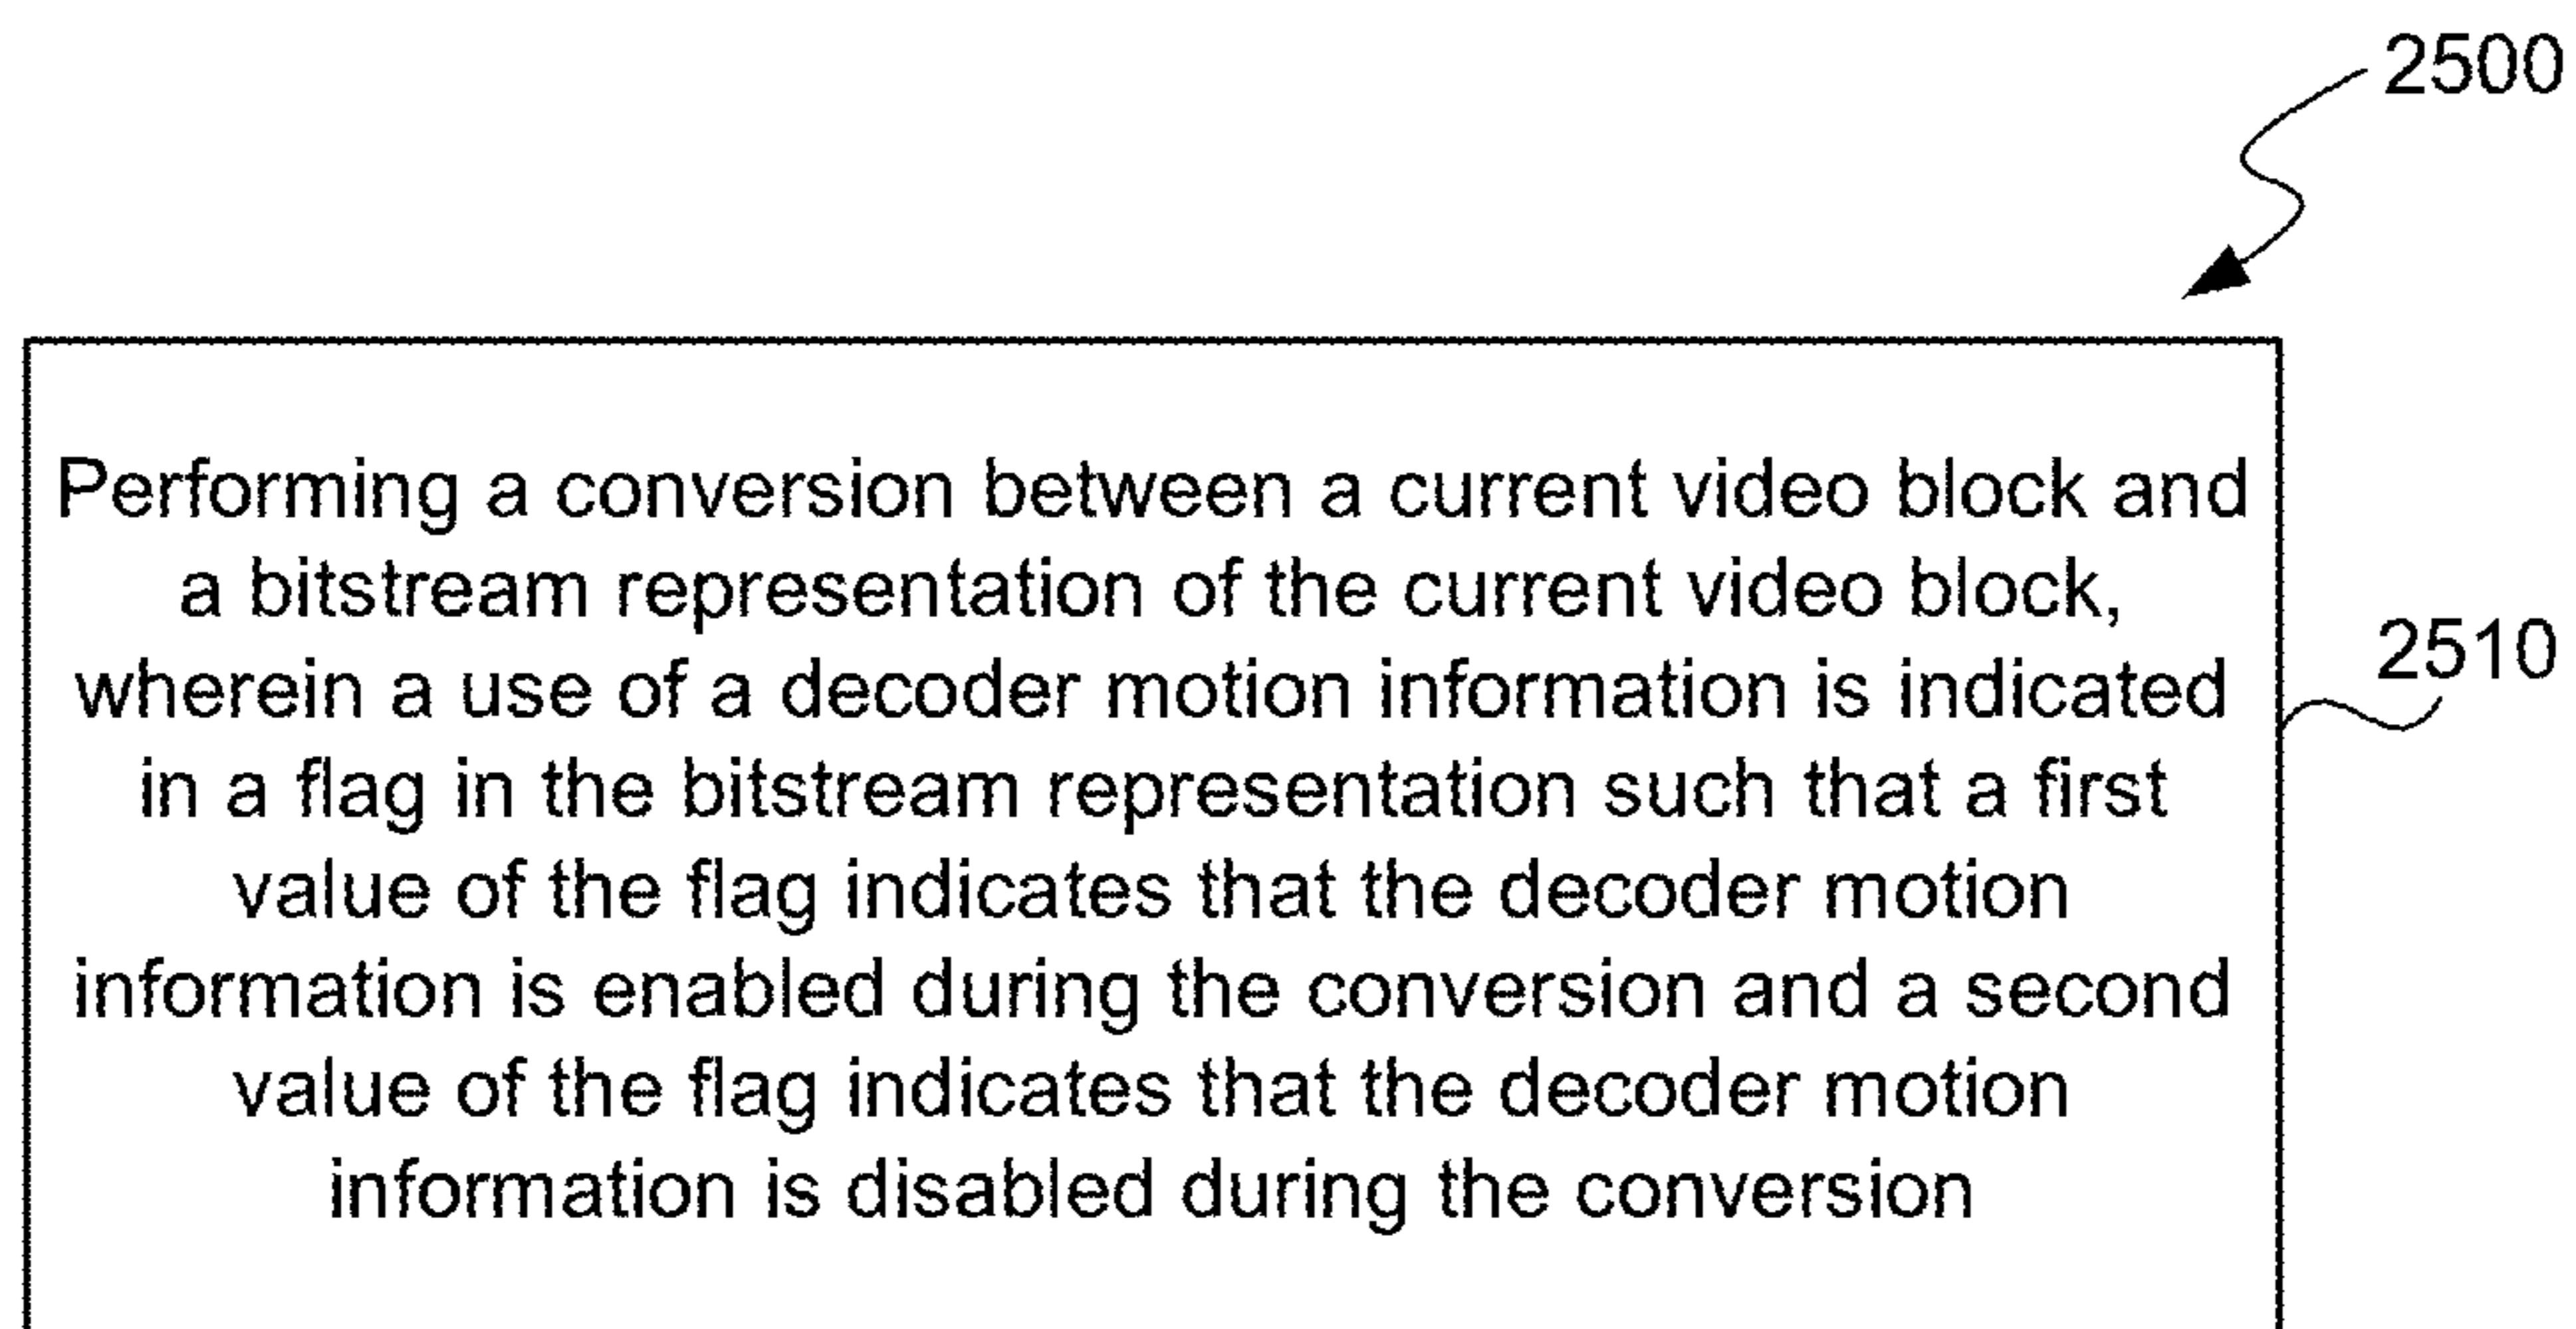 2500
Performing a conversion between a current video block and
a bitstream representation of the current video block,
wherein a use of a decoder motion information is indicated
in a flag in the bitstream representation such that a first
value of the flag indicates that the decoder motion
information is enabled during the conversion and a second
value of the flag indicates that the decoder motion
information is disabled during the conversion
2510